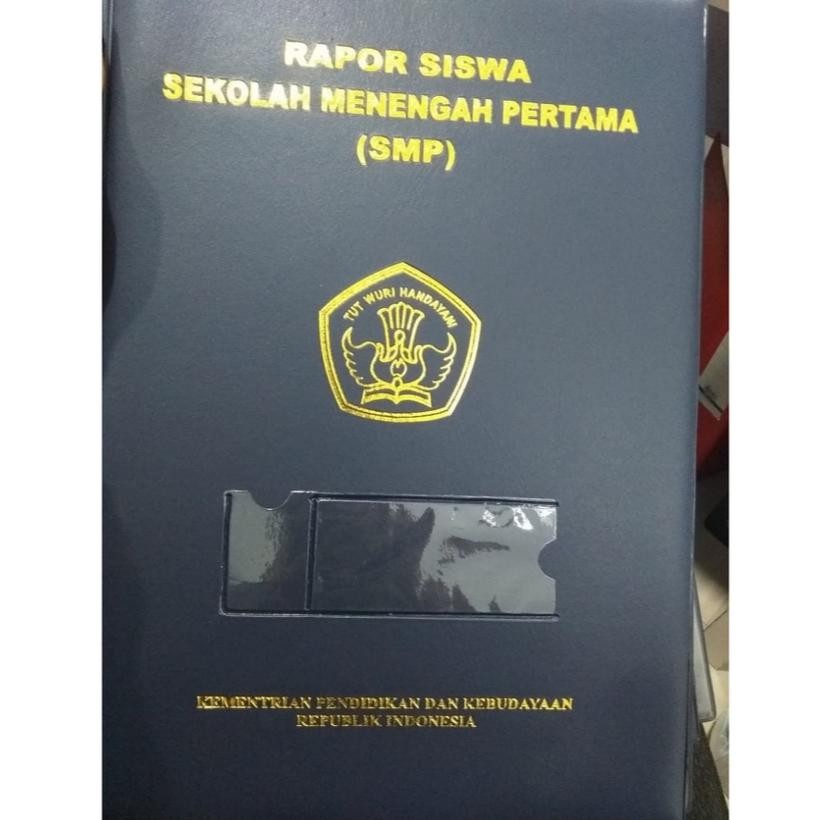 RAPOR SISWA
SEKOLAH MENENGAH PERTAMA
(SMP)
TUT WURI HANDAYANI
KEMENTRIAN PENDIDIKAN DAN KEBUDAYAAN
REPUBLIK INDONESIA